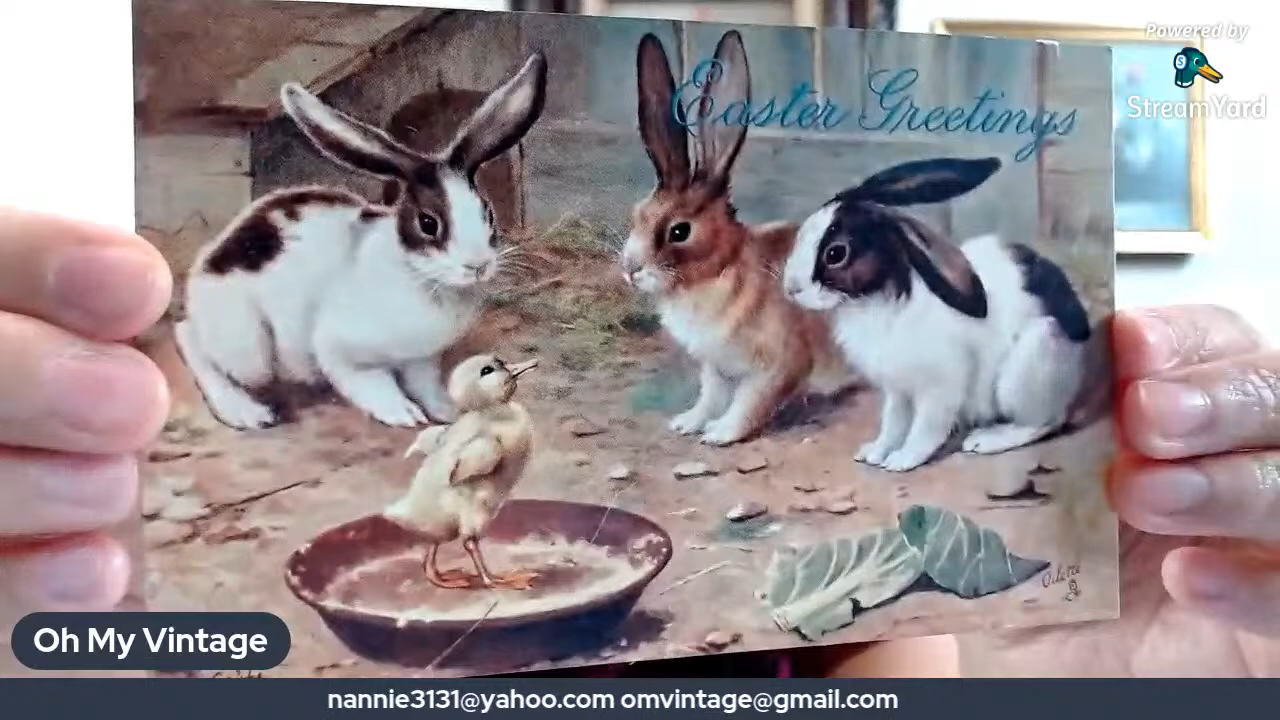 Powered by
StreamYard
Easter Greetings
Oh My Vintage
nannie3131@yahoo.com omvintage@gmail.com